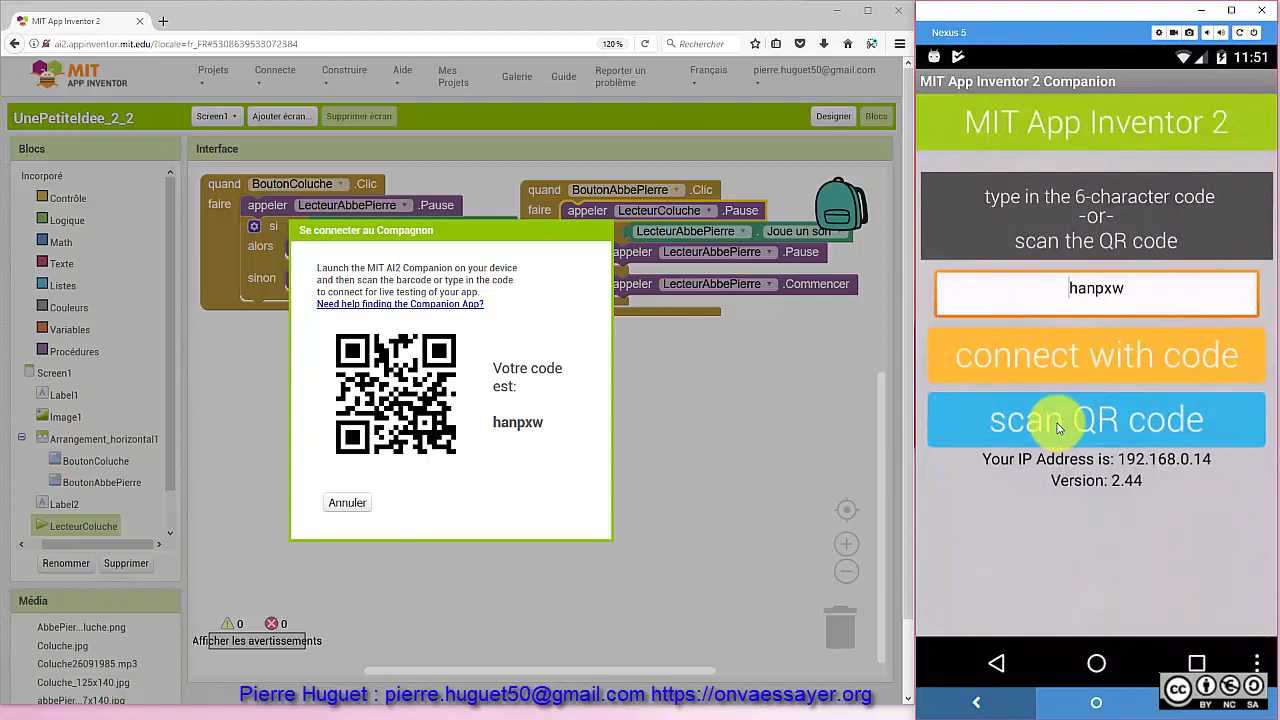 MIT App Inventor 2
Nexus 5
ai2.appinventor.mit.edu/?locale=fr_FR#5308639533072384
120 %
Rechercher
11:51
MIT App Inventor 2 Companion
MIT
APP INVENTOR
Projets
Connecte
Construire
Aide
Mes
Projets
Galerie
Guide
Reporter un
problème
Français
pierre.huguet50@gmail.com
UnePetiteIdee_2_2
Screen1
Ajouter écran...
Supprimer écran
Designer
Blocs
Blocs
Interface
Incorporé
Contrôle
Logique
Math
Texte
Listes
Couleurs
Variables
Procédures
Screen1
Label1
Image1
Arrangement_horizontal1
BoutonColuche
BoutonAbbePierre
Label2
LecteurColuche
Renommer
Supprimer
Média
AbbePier...luche.png
Coluche.jpg
Coluche26091985.mp3
Coluche_125x140.jpg
abbePier...7x140.jpg
quand BoutonColuche .Clic
faire appeler LecteurAbbePierre .Pause
si
alors
sinon
quand BoutonAbbePierre .Clic
faire appeler LecteurColuche .Pause
LecteurAbbePierre . Joue un son
appeler LecteurAbbePierre .Pause
appeler LecteurAbbePierre .Commencer
Se connecter au Compagnon
Launch the MIT AI2 Companion on your device
and then scan the barcode or type in the code
to connect for live testing of your app.
Need help finding the Companion App?
Votre code
est:
hanpxw
Annuler
0
0
Afficher les avertissements
MIT App Inventor 2
type in the 6-character code
-or-
scan the QR code
hanpxw
connect with code
scan QR code
Your IP Address is: 192.168.0.14
Version: 2.44
Pierre Huguet : pierre.huguet50@gmail.com https://onvaessayer.org
cc
BY NC SA